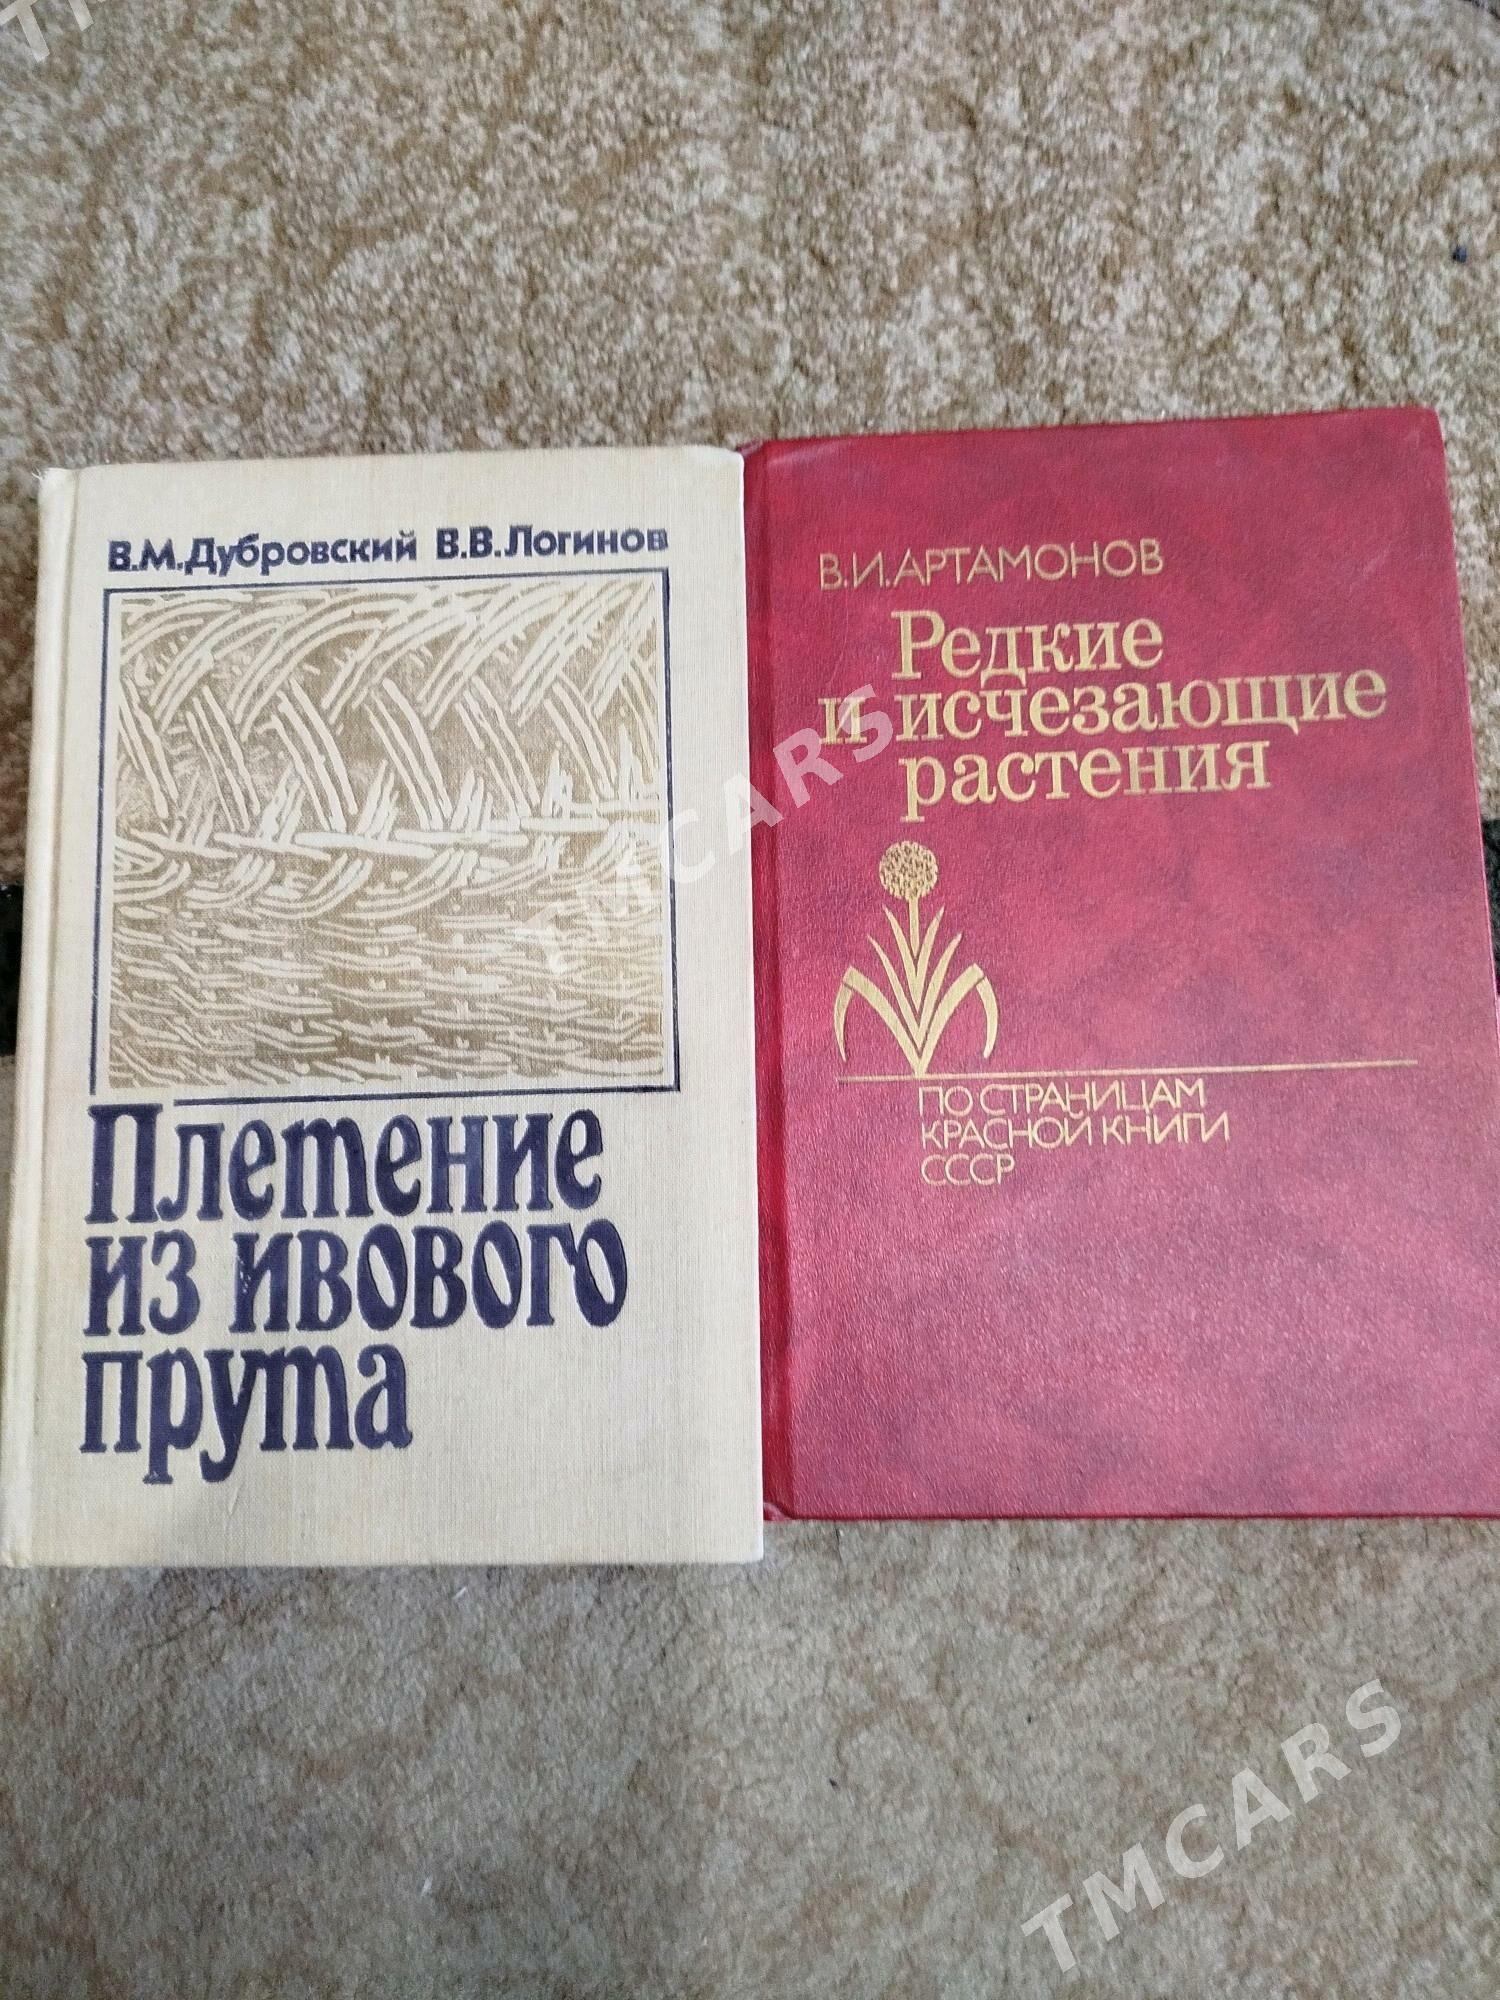 В.М.Дубровский В.В.Логинов
Плетение
из ивового
прута
В.И.АРТАМОНОВ
Редкие
и исчезающие
растения
ПО СТРАНИЦАМ
КРАСНОЙ КНИГИ
СССР
TMCARS
TMCARS